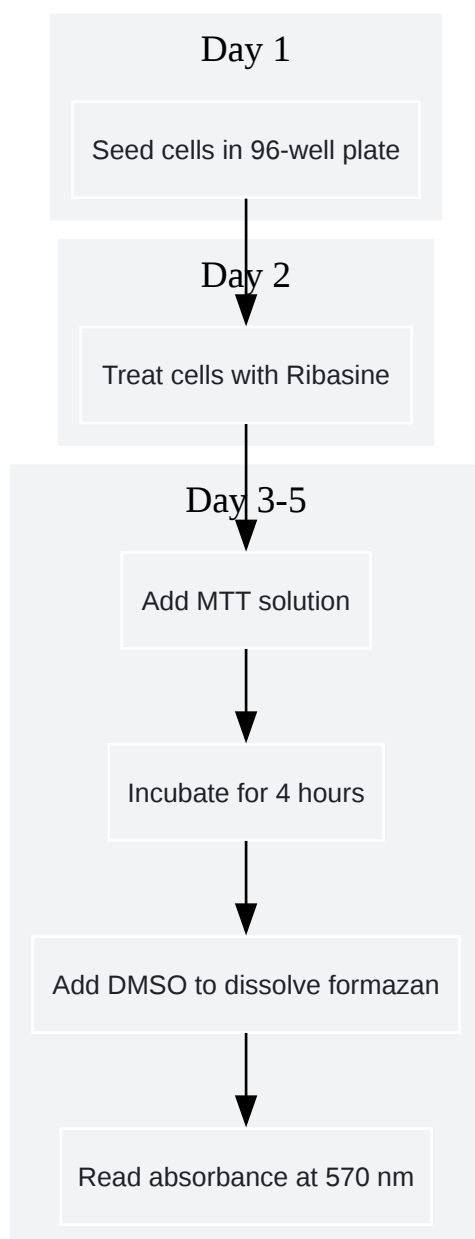 Day 1
Seed cells in 96-well plate
Day 2
Treat cells with Ribasine
Day 3-5
Add MTT solution
Incubate for 4 hours
Add DMSO to dissolve formazan
Read absorbance at 570 nm